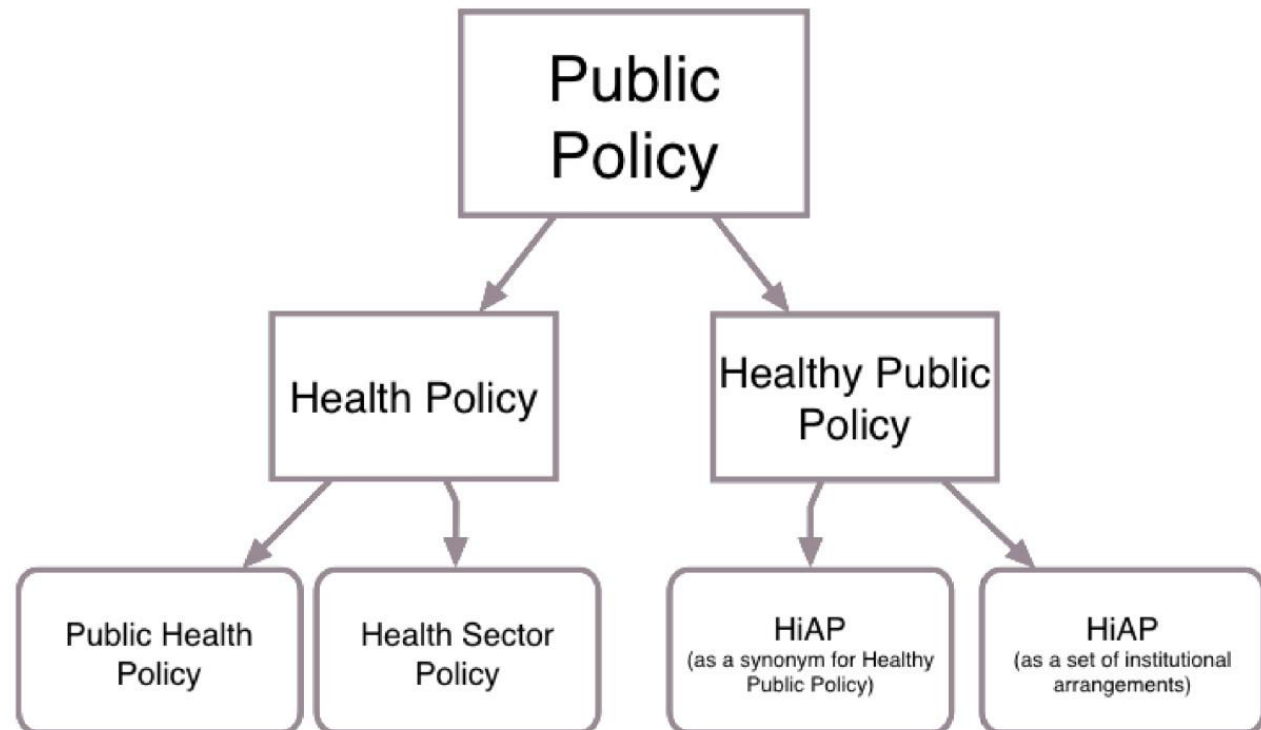 Public
Policy
Health Policy
Healthy Public
Policy
Public Health
Policy
Health Sector
Policy
HiAP
(as a synonym for Healthy
Public Policy)
HiAP
(as a set of institutional
arrangements)